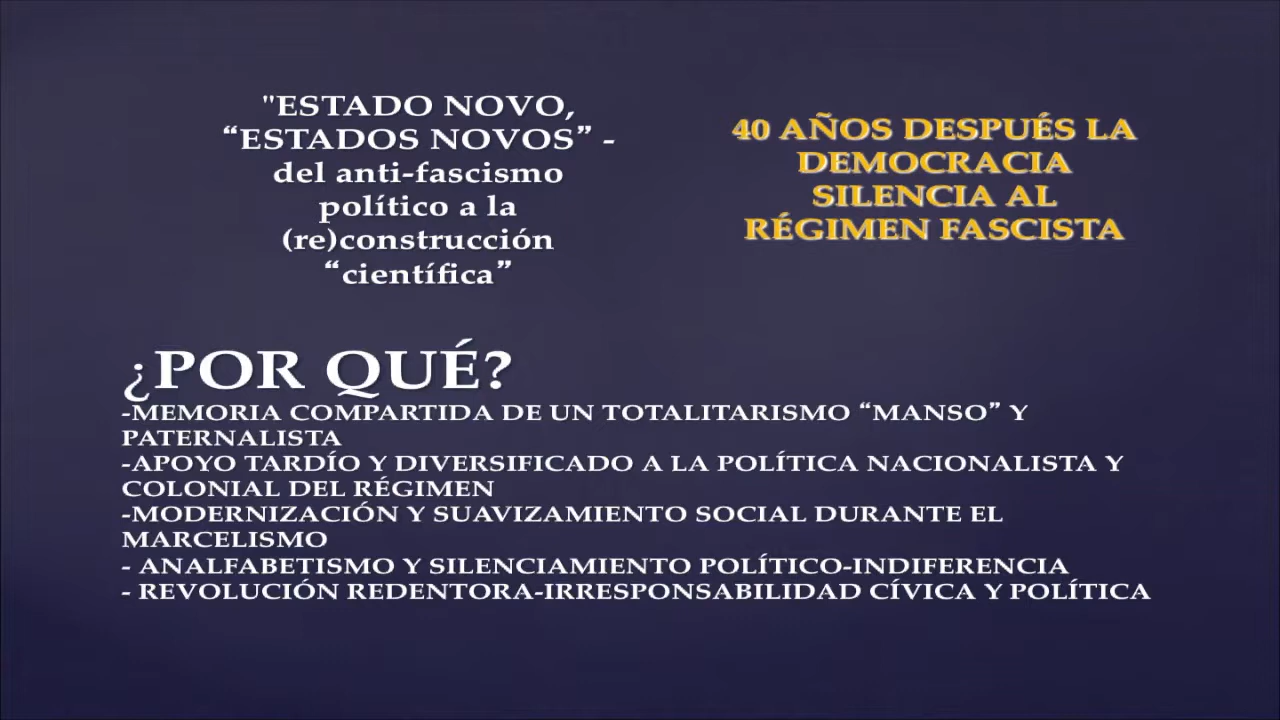 "ESTADO NOVO,
“ESTADOS NOVOS” -
del anti-fascismo
político a la
(re)construcción
“científica”
40 AÑOS DESPUÉS LA
DEMOCRACIA
SILENCIA AL
RÉGIMEN FASCISTA
¿POR QUÉ?
-MEMORIA COMPARTIDA DE UN TOTALITARISMO “MANSO” Y
PATERNALISTA
-APOYO TARDÍO Y DIVERSIFICADO A LA POLÍTICA NACIONALISTA Y
COLONIAL DEL RÉGIMEN
-MODERNIZACIÓN Y SUAVIZAMIENTO SOCIAL DURANTE EL
MARCELISMO
- ANALFABETISMO Y SILENCIAMIENTO POLÍTICO-INDIFERENCIA
- REVOLUCIÓN REDENTORA-IRRESPONSABILIDAD CÍVICA Y POLÍTICA